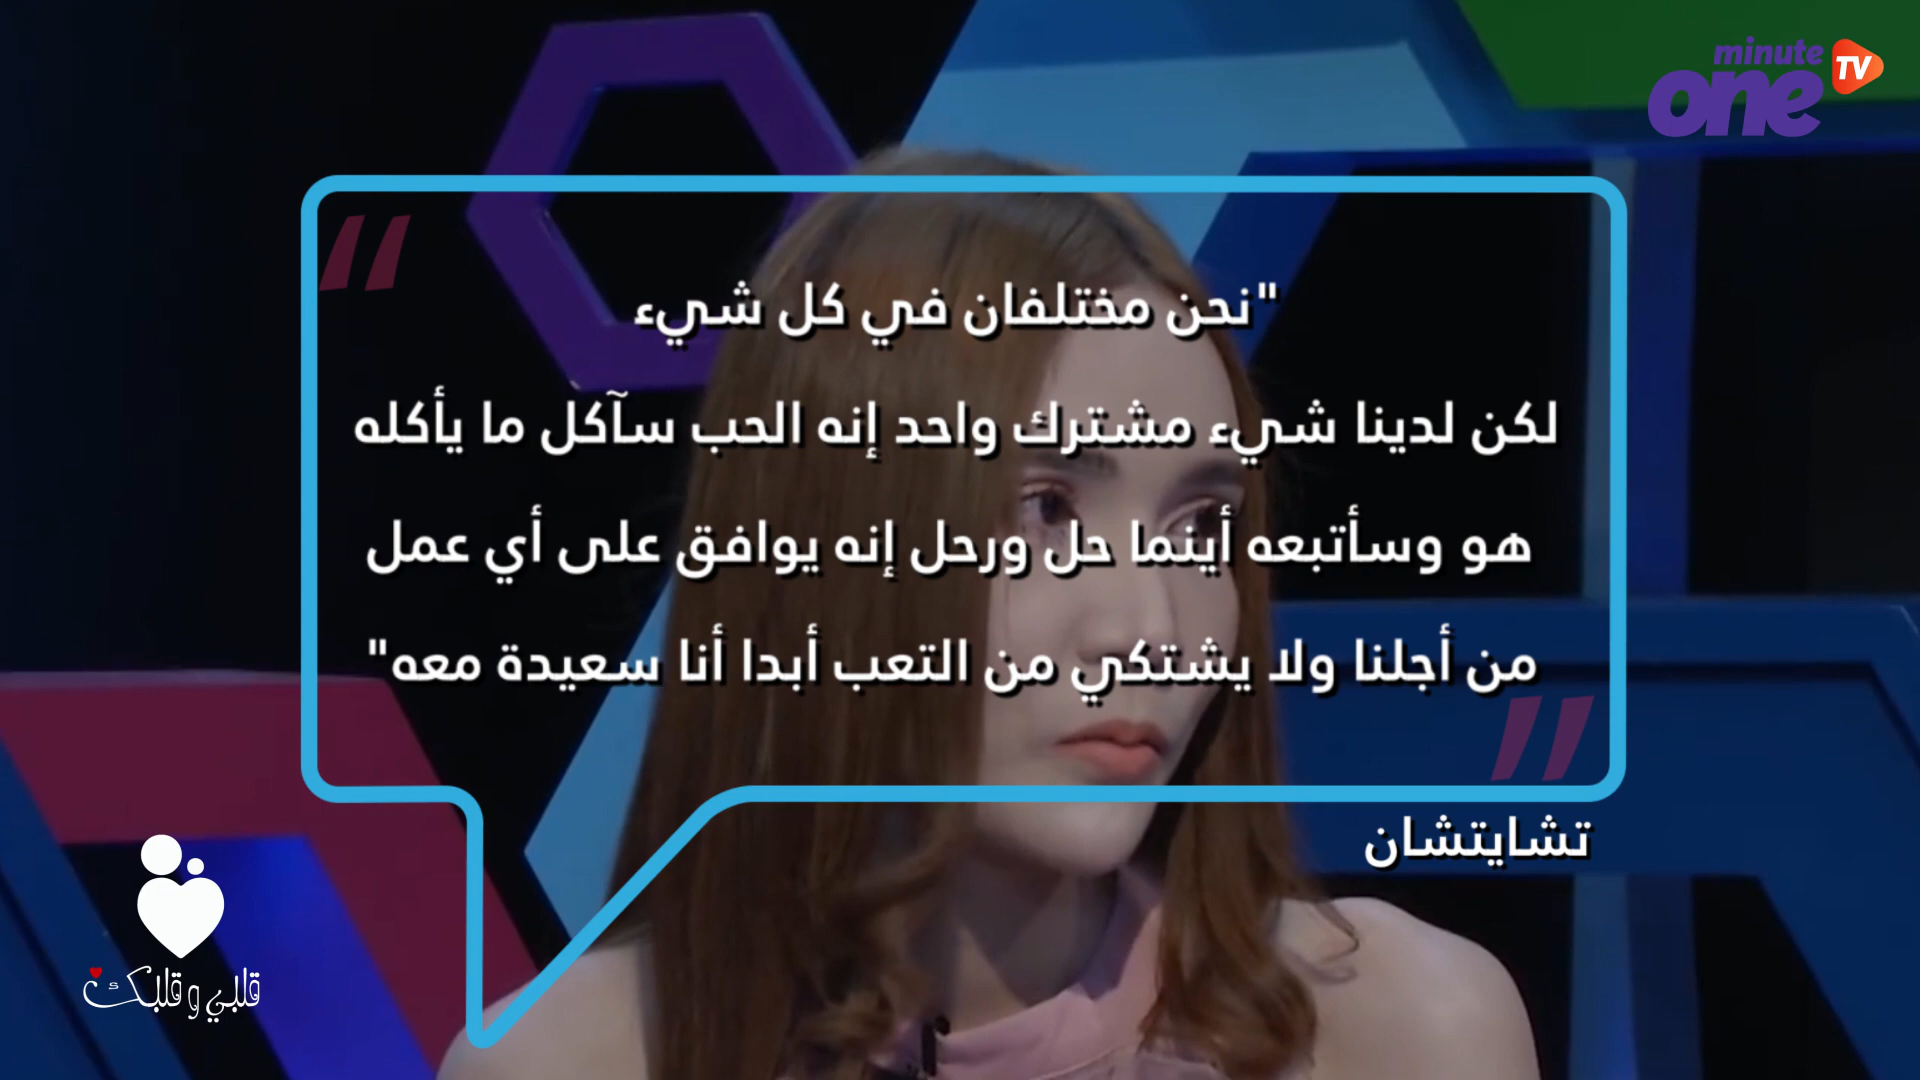 minute
one TV
"نحن مختلفان في كل شيء
لكن لدينا شيء مشترك واحد إنه الحب سآكل ما يأكله
هو وسأتبعه أينما حل ورحل إنه يوافق على أي عمل
من أجلنا ولا يشتكي من التعب أبدا أنا سعيدة معه"
تشايتشان
قلبي و قلبك